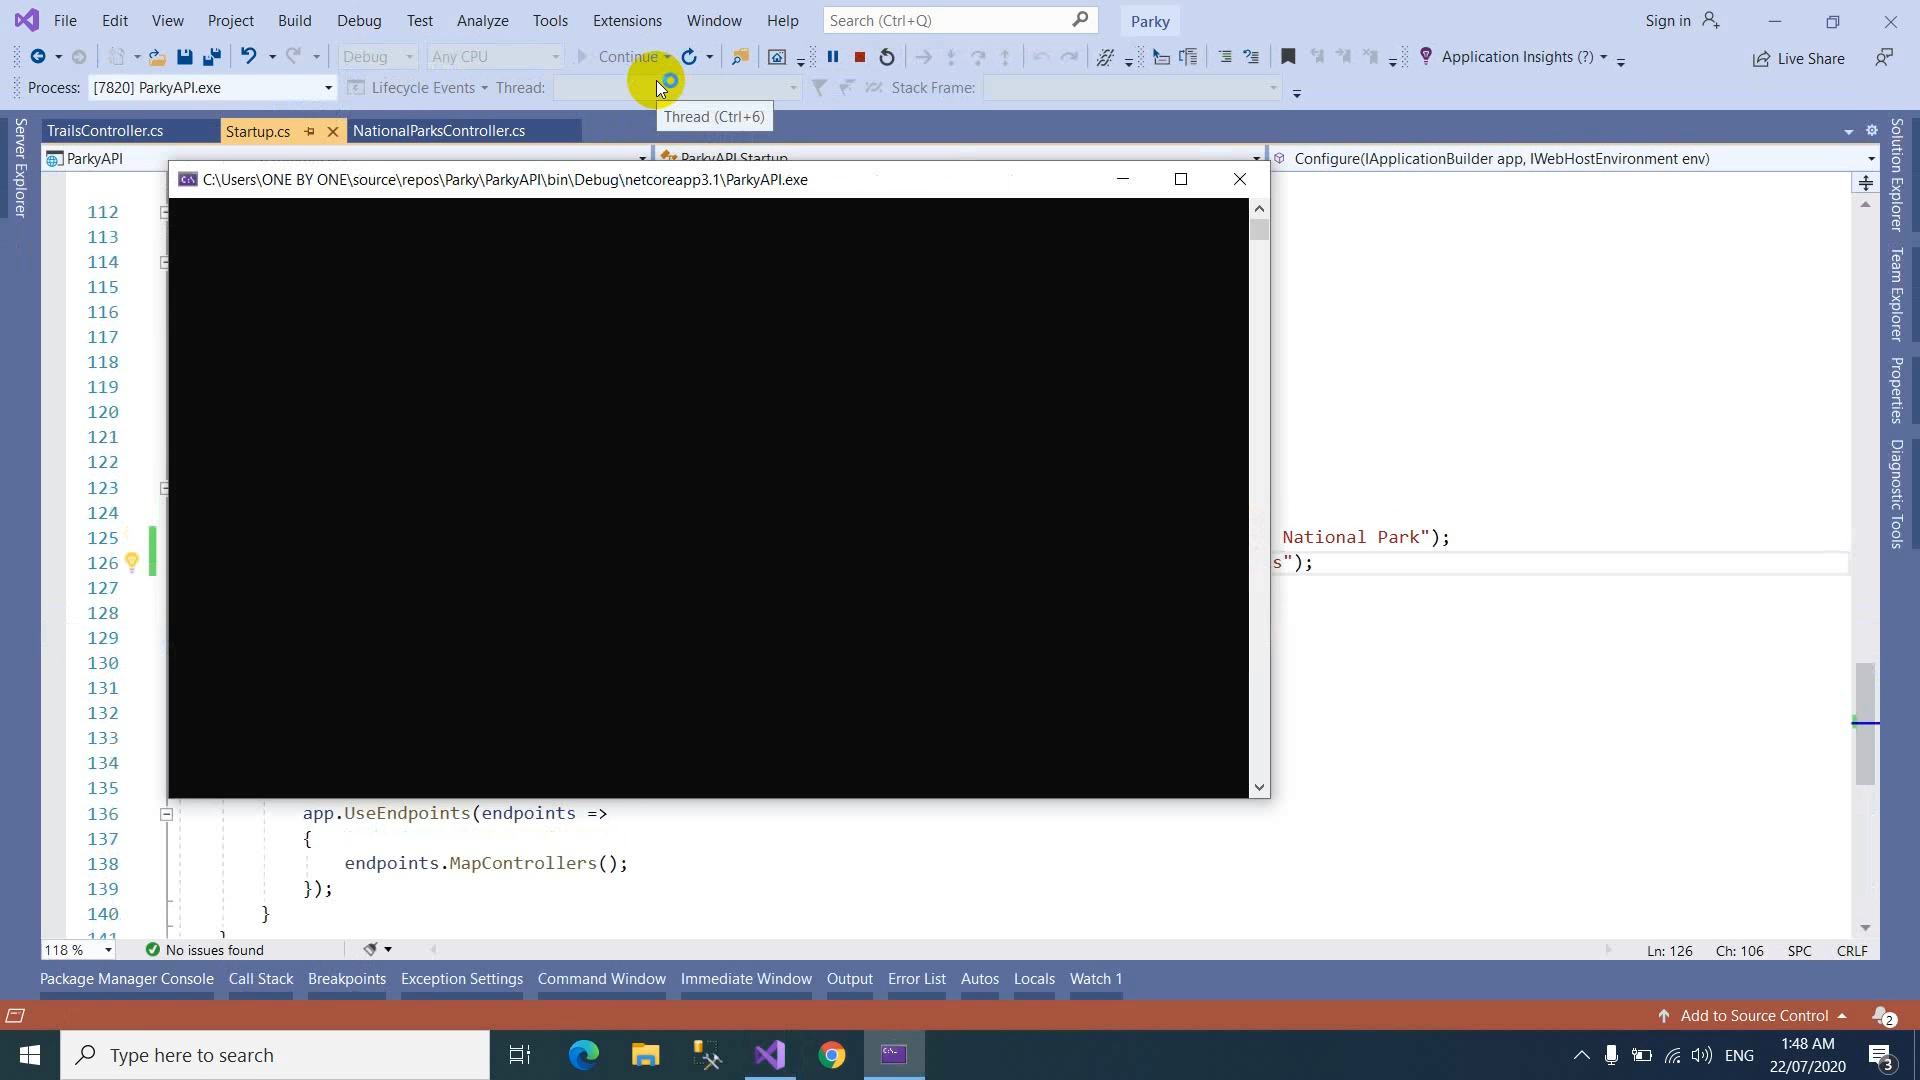 File Edit View Project Build Debug Test Analyze Tools Extensions Window Help Search (Ctrl+Q) Parky Sign in
Debug Any CPU Continue Application Insights (?) Live Share
Process: [7820] ParkyAPI.exe Lifecycle Events Thread: Stack Frame:
Thread (Ctrl+6)
TrailsController.cs Startup.cs NationalParksController.cs
ParkyAPI ParkyAPI.Startup Configure(IApplicationBuilder app, IWebHostEnvironment env)
C:\Users\ONE BY ONE\source\repos\Parky\ParkyAPI\bin\Debug\netcoreapp3.1\ParkyAPI.exe
Server Explorer
Solution Explorer
Team Explorer
Properties
Diagnostic Tools
112
113
114
115
116
117
118
119
120
121
122
123
124
125 National Park");
126 s");
127
128
129
130
131
132
133
134
135
136 app.UseEndpoints(endpoints =>
137 {
138 endpoints.MapControllers();
139 });
140 }
141 }
118 % No issues found Ln: 126 Ch: 106 SPC CRLF
Package Manager Console Call Stack Breakpoints Exception Settings Command Window Immediate Window Output Error List Autos Locals Watch 1
Add to Source Control 2
Type here to search ENG 1:48 AM
22/07/2020 3